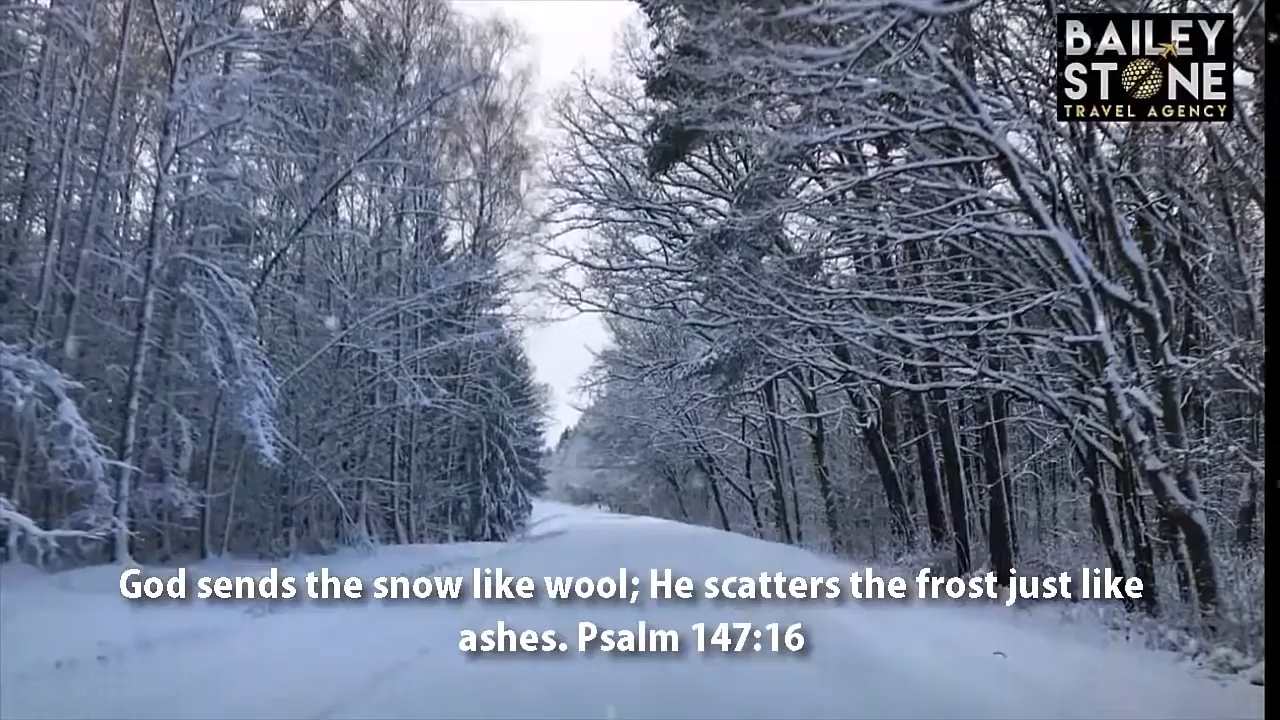 BAILEY
STONE
TRAVEL AGENCY
God sends the snow like wool; He scatters the frost just like
ashes. Psalm 147:16